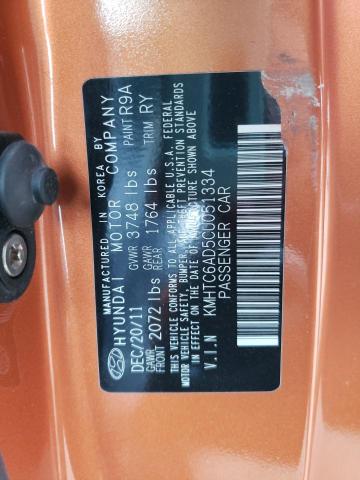 MANUFACTURED IN KOREA BY
HYUNDAI MOTOR COMPANY
DEC/20/11 GVWR 3748 lbs PAINT R9A
GAWR FRONT 2072 lbs GAWR REAR 1764 lbs TRIM RY
THIS VEHICLE CONFORMS TO ALL APPLICABLE U.S.A. FEDERAL
MOTOR VEHICLE SAFETY, BUMPER, AND THEFT PREVENTION STANDARDS
IN EFFECT ON THE DATE OF MANUFACTURE SHOWN ABOVE
V.I.N KMHTC6AD5CU051334
PASSENGER CAR